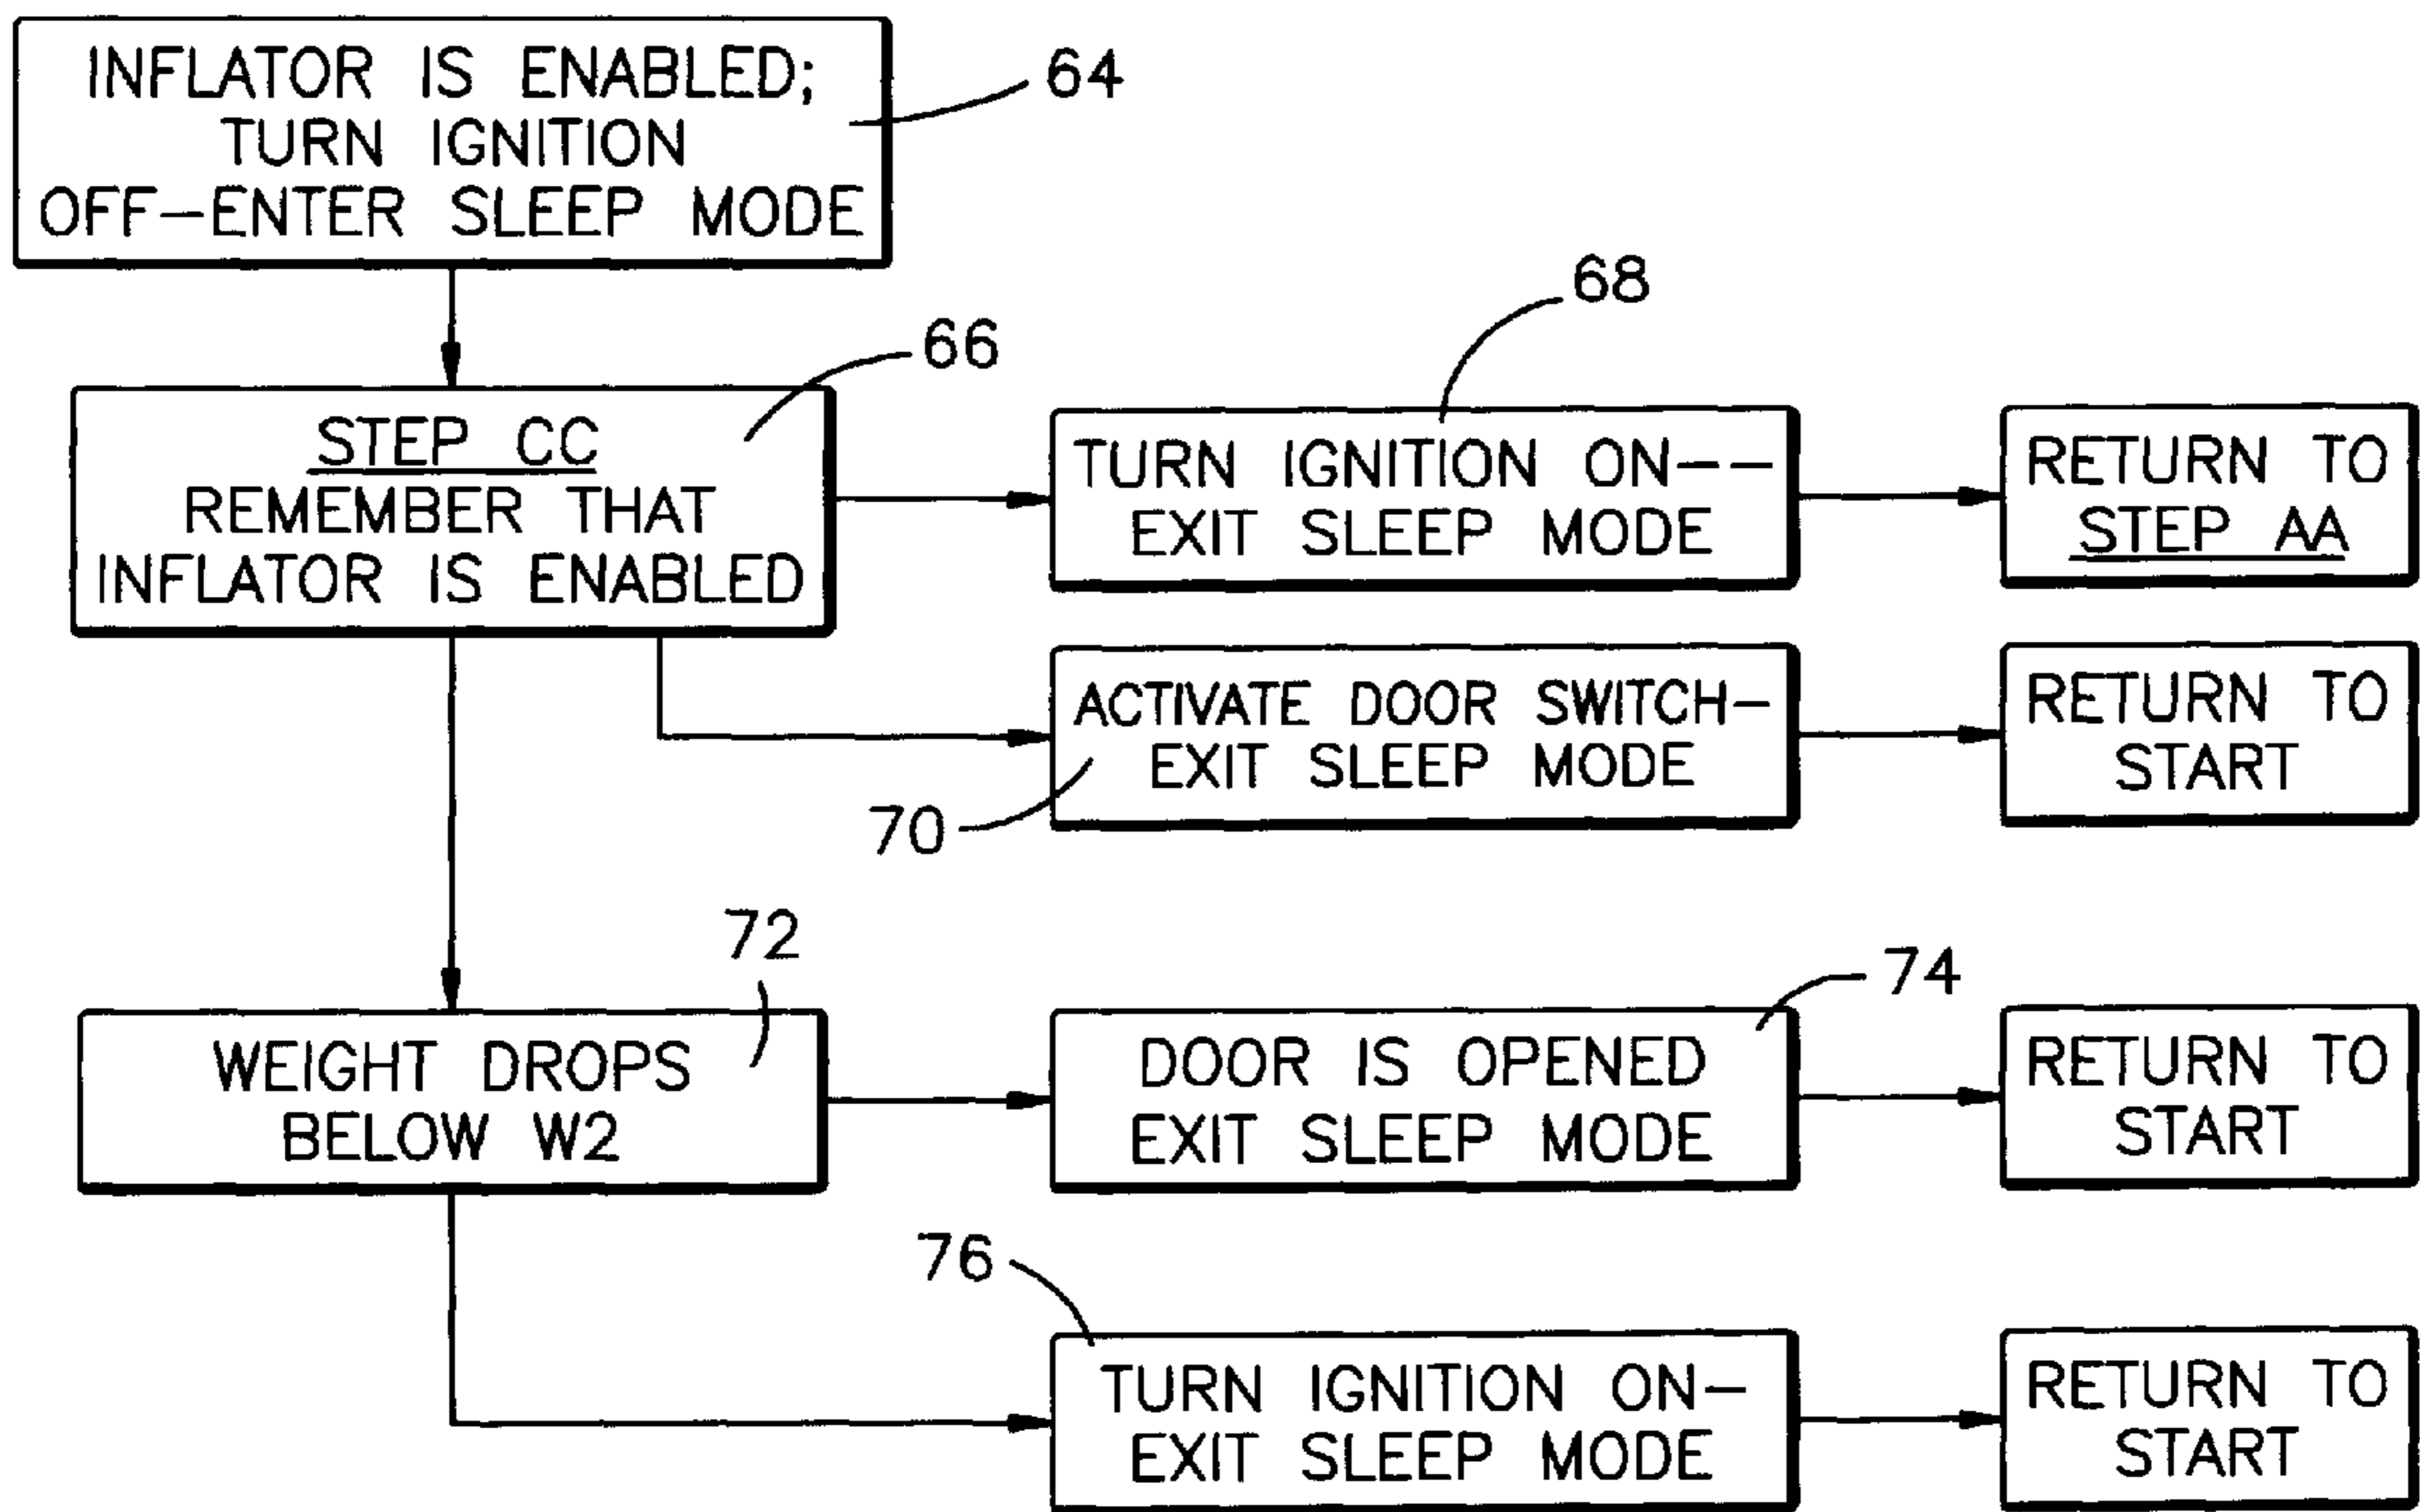 INFLATOR IS ENABLED;
TURN IGNITION
OFF—ENTER SLEEP MODE
64
66
STEP CC
REMEMBER THAT
INFLATOR IS ENABLED
68
TURN IGNITION ON--
EXIT SLEEP MODE
RETURN TO
STEP AA
ACTIVATE DOOR SWITCH-
EXIT SLEEP MODE
70
RETURN TO
START
72
WEIGHT DROPS
BELOW W2
74
DOOR IS OPENED
EXIT SLEEP MODE
RETURN TO
START
76
TURN IGNITION ON-
EXIT SLEEP MODE
RETURN TO
START